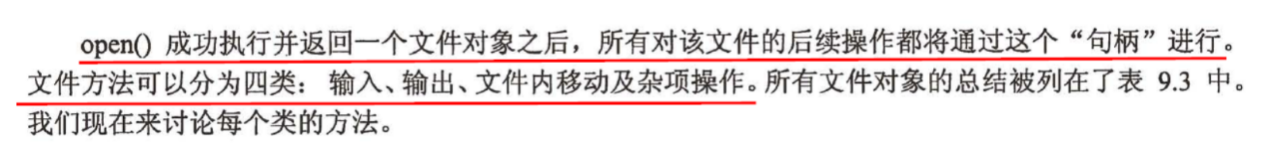 open() 成功执行并返回一个文件对象之后，所有对该文件的后续操作都将通过这个“句柄”进行。
文件方法可以分为四类： 输入、输出、文件内移动及杂项操作。所有文件对象的总结被列在了表 9.3 中。
我们现在来讨论每个类的方法。